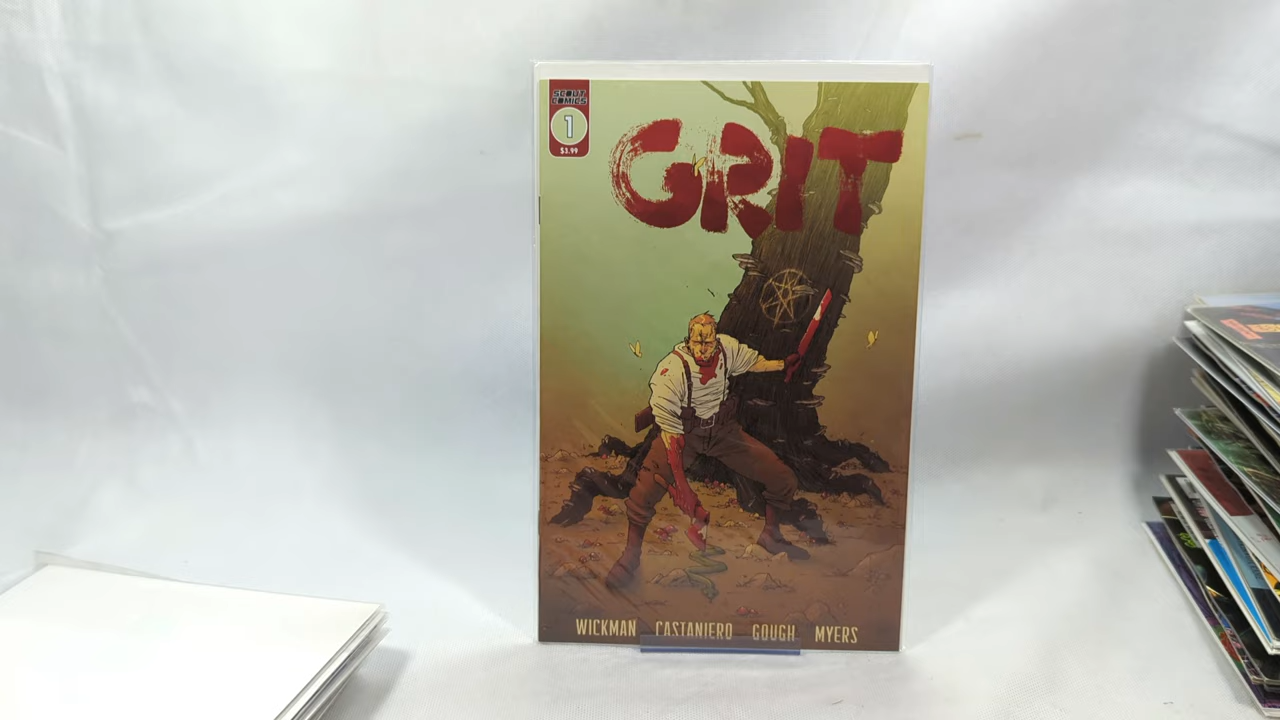 SCOUT
COMICS
1
$3.99
GRIT
WICKMAN CASTANIERO GOUGH MYERS